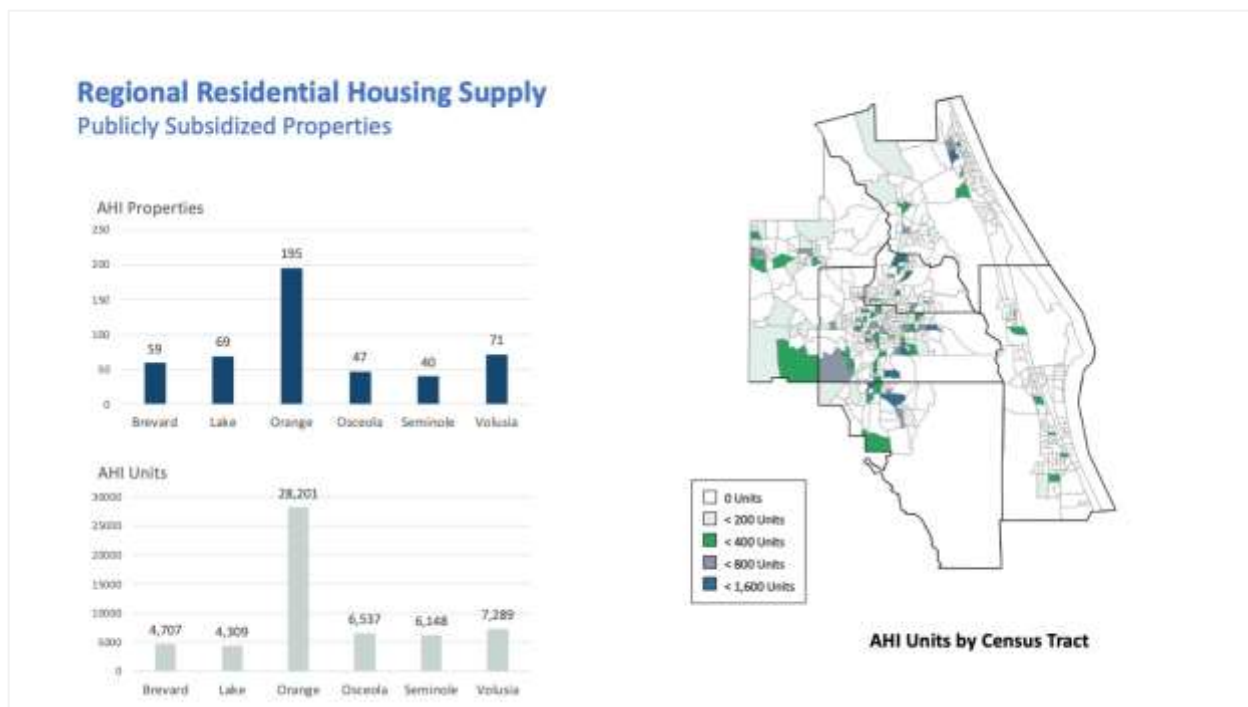 Regional Residential Housing Supply
Publicly Subsidized Properties
AHI Properties
250
200
150
100
50
0
59
69
195
47
40
71
Brevard Lake Orange Osceola Seminole Volusia
AHI Units
30000
25000
20000
15000
10000
5000
0
4,707
4,309
28,201
6,537
6,148
7,289
Brevard Lake Orange Osceola Seminole Volusia
0 Units
< 200 Units
< 400 Units
< 800 Units
< 1,600 Units
AHI Units by Census Tract